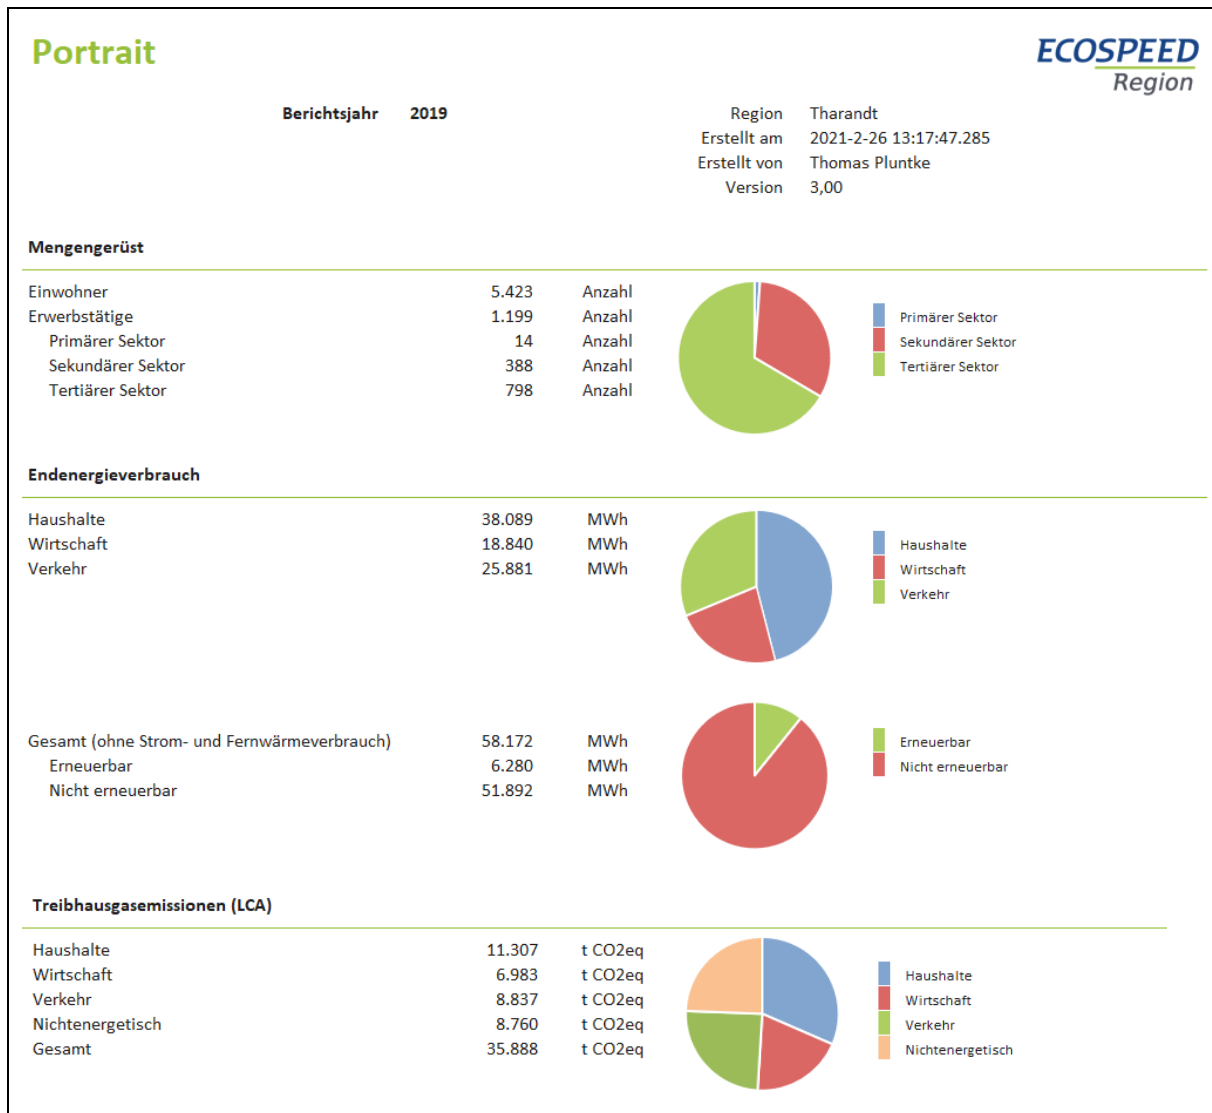 Portrait
ECOSPEED
Region
Berichtsjahr 2019
Region Tharandt
Erstellt am 2021-2-26 13:17:47.285
Erstellt von Thomas Pluntke
Version 3,00
Mengengerüst
Einwohner 5.423 Anzahl
Erwerbstätige 1.199 Anzahl
Primärer Sektor 14 Anzahl
Sekundärer Sektor 388 Anzahl
Tertiärer Sektor 798 Anzahl
Primärer Sektor
Sekundärer Sektor
Tertiärer Sektor
Endenergieverbrauch
Haushalte 38.089 MWh
Wirtschaft 18.840 MWh
Verkehr 25.881 MWh
Haushalte
Wirtschaft
Verkehr
Gesamt (ohne Strom- und Fernwärmeverbrauch) 58.172 MWh
Erneuerbar 6.280 MWh
Nicht erneuerbar 51.892 MWh
Erneuerbar
Nicht erneuerbar
Treibhausgasemissionen (LCA)
Haushalte 11.307 t CO2eq
Wirtschaft 6.983 t CO2eq
Verkehr 8.837 t CO2eq
Nichtenergetisch 8.760 t CO2eq
Gesamt 35.888 t CO2eq
Haushalte
Wirtschaft
Verkehr
Nichtenergetisch